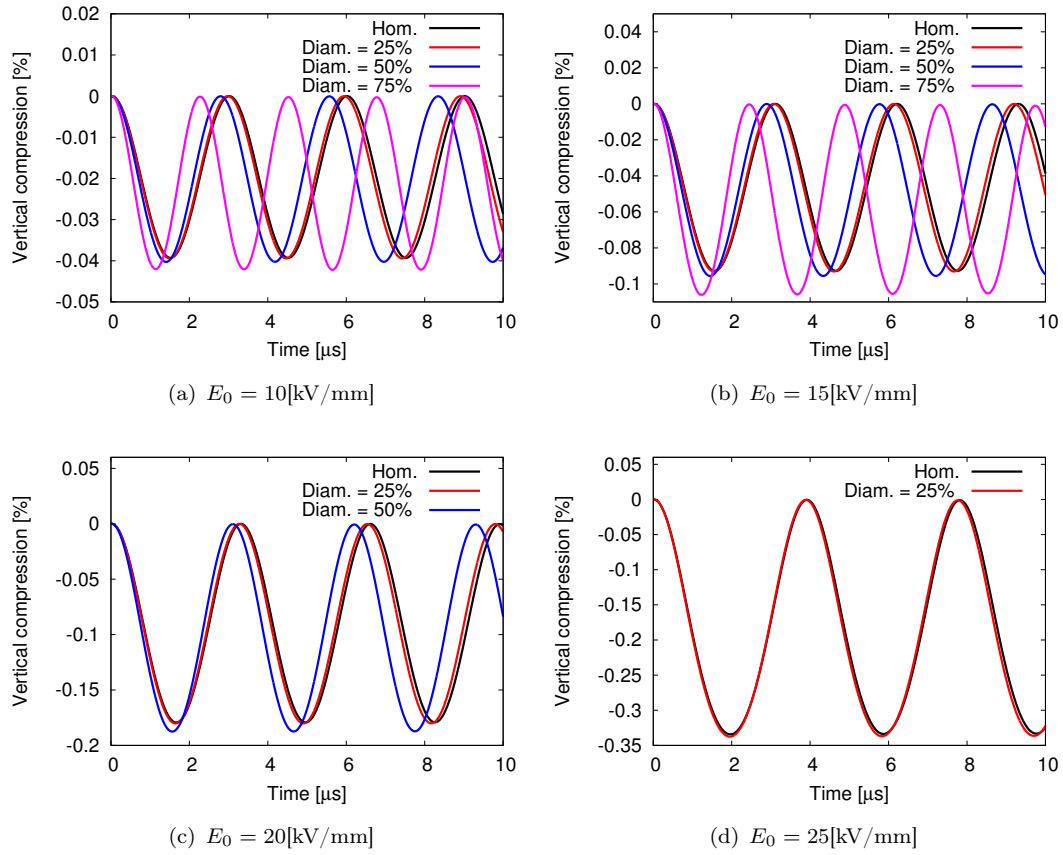 0.02
0.01
0
-0.01
-0.02
-0.03
-0.04
-0.05
Vertical compression [%]
Hom.
Diam. = 25%
Diam. = 50%
Diam. = 75%
0 2 4 6 8 10
Time [μs]
(a) E₀ = 10[kV/mm]
0.04
0.02
0
-0.02
-0.04
-0.06
-0.08
-0.1
Vertical compression [%]
Hom.
Diam. = 25%
Diam. = 50%
Diam. = 75%
0 2 4 6 8 10
Time [μs]
(b) E₀ = 15[kV/mm]
0.05
0
-0.05
-0.1
-0.15
-0.2
Vertical compression [%]
Hom.
Diam. = 25%
Diam. = 50%
0 2 4 6 8 10
Time [μs]
(c) E₀ = 20[kV/mm]
0.05
0
-0.05
-0.1
-0.15
-0.2
-0.25
-0.3
-0.35
Vertical compression [%]
Hom.
Diam. = 25%
0 2 4 6 8 10
Time [μs]
(d) E₀ = 25[kV/mm]